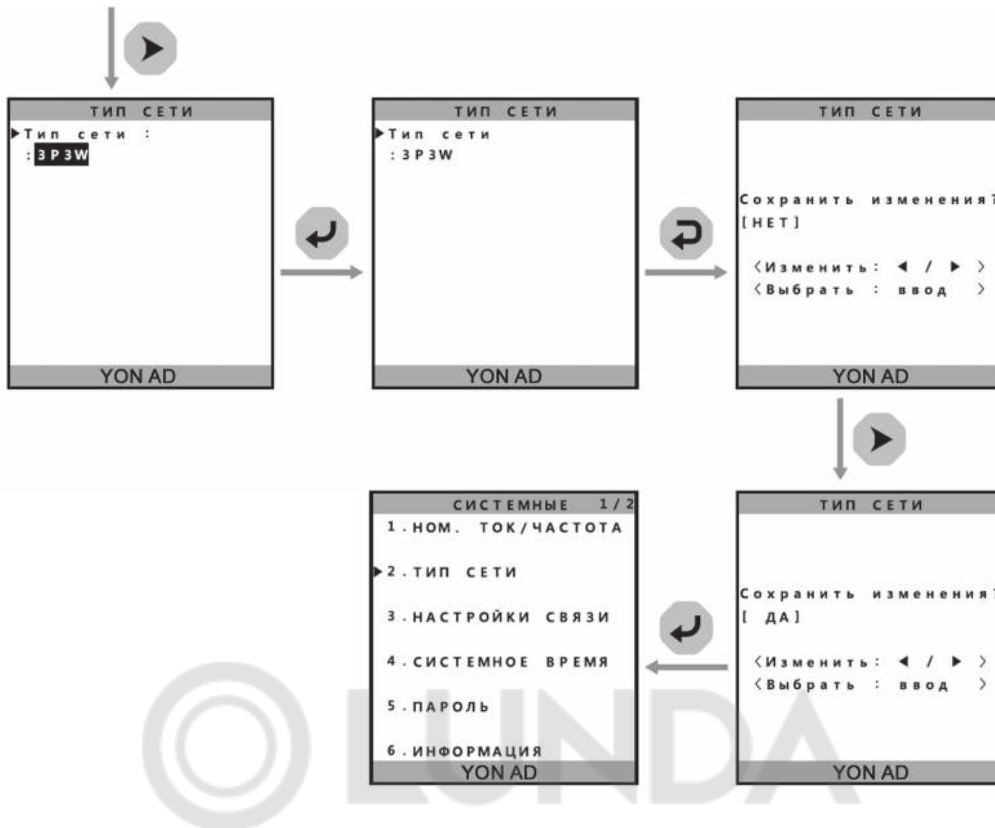 ТИП СЕТИ
▶Тип сети :
:3P3W
YON AD
ТИП СЕТИ
▶Тип сети
:3P3W
YON AD
ТИП СЕТИ
Сохранить изменения?
[НЕТ]
<Изменить: ◀ / ▶ >
<Выбрать : ввод >
YON AD
СИСТЕМНЫЕ 1/2
1.НОМ. ТОК/ЧАСТОТА
▶2.ТИП СЕТИ
3.НАСТРОЙКИ СВЯЗИ
4.СИСТЕМНОЕ ВРЕМЯ
5.ПАРОЛЬ
6.ИНФОРМАЦИЯ
YON AD
ТИП СЕТИ
Сохранить изменения?
[ ДА]
<Изменить: ◀ / ▶ >
<Выбрать : ввод >
YON AD
LUNDA